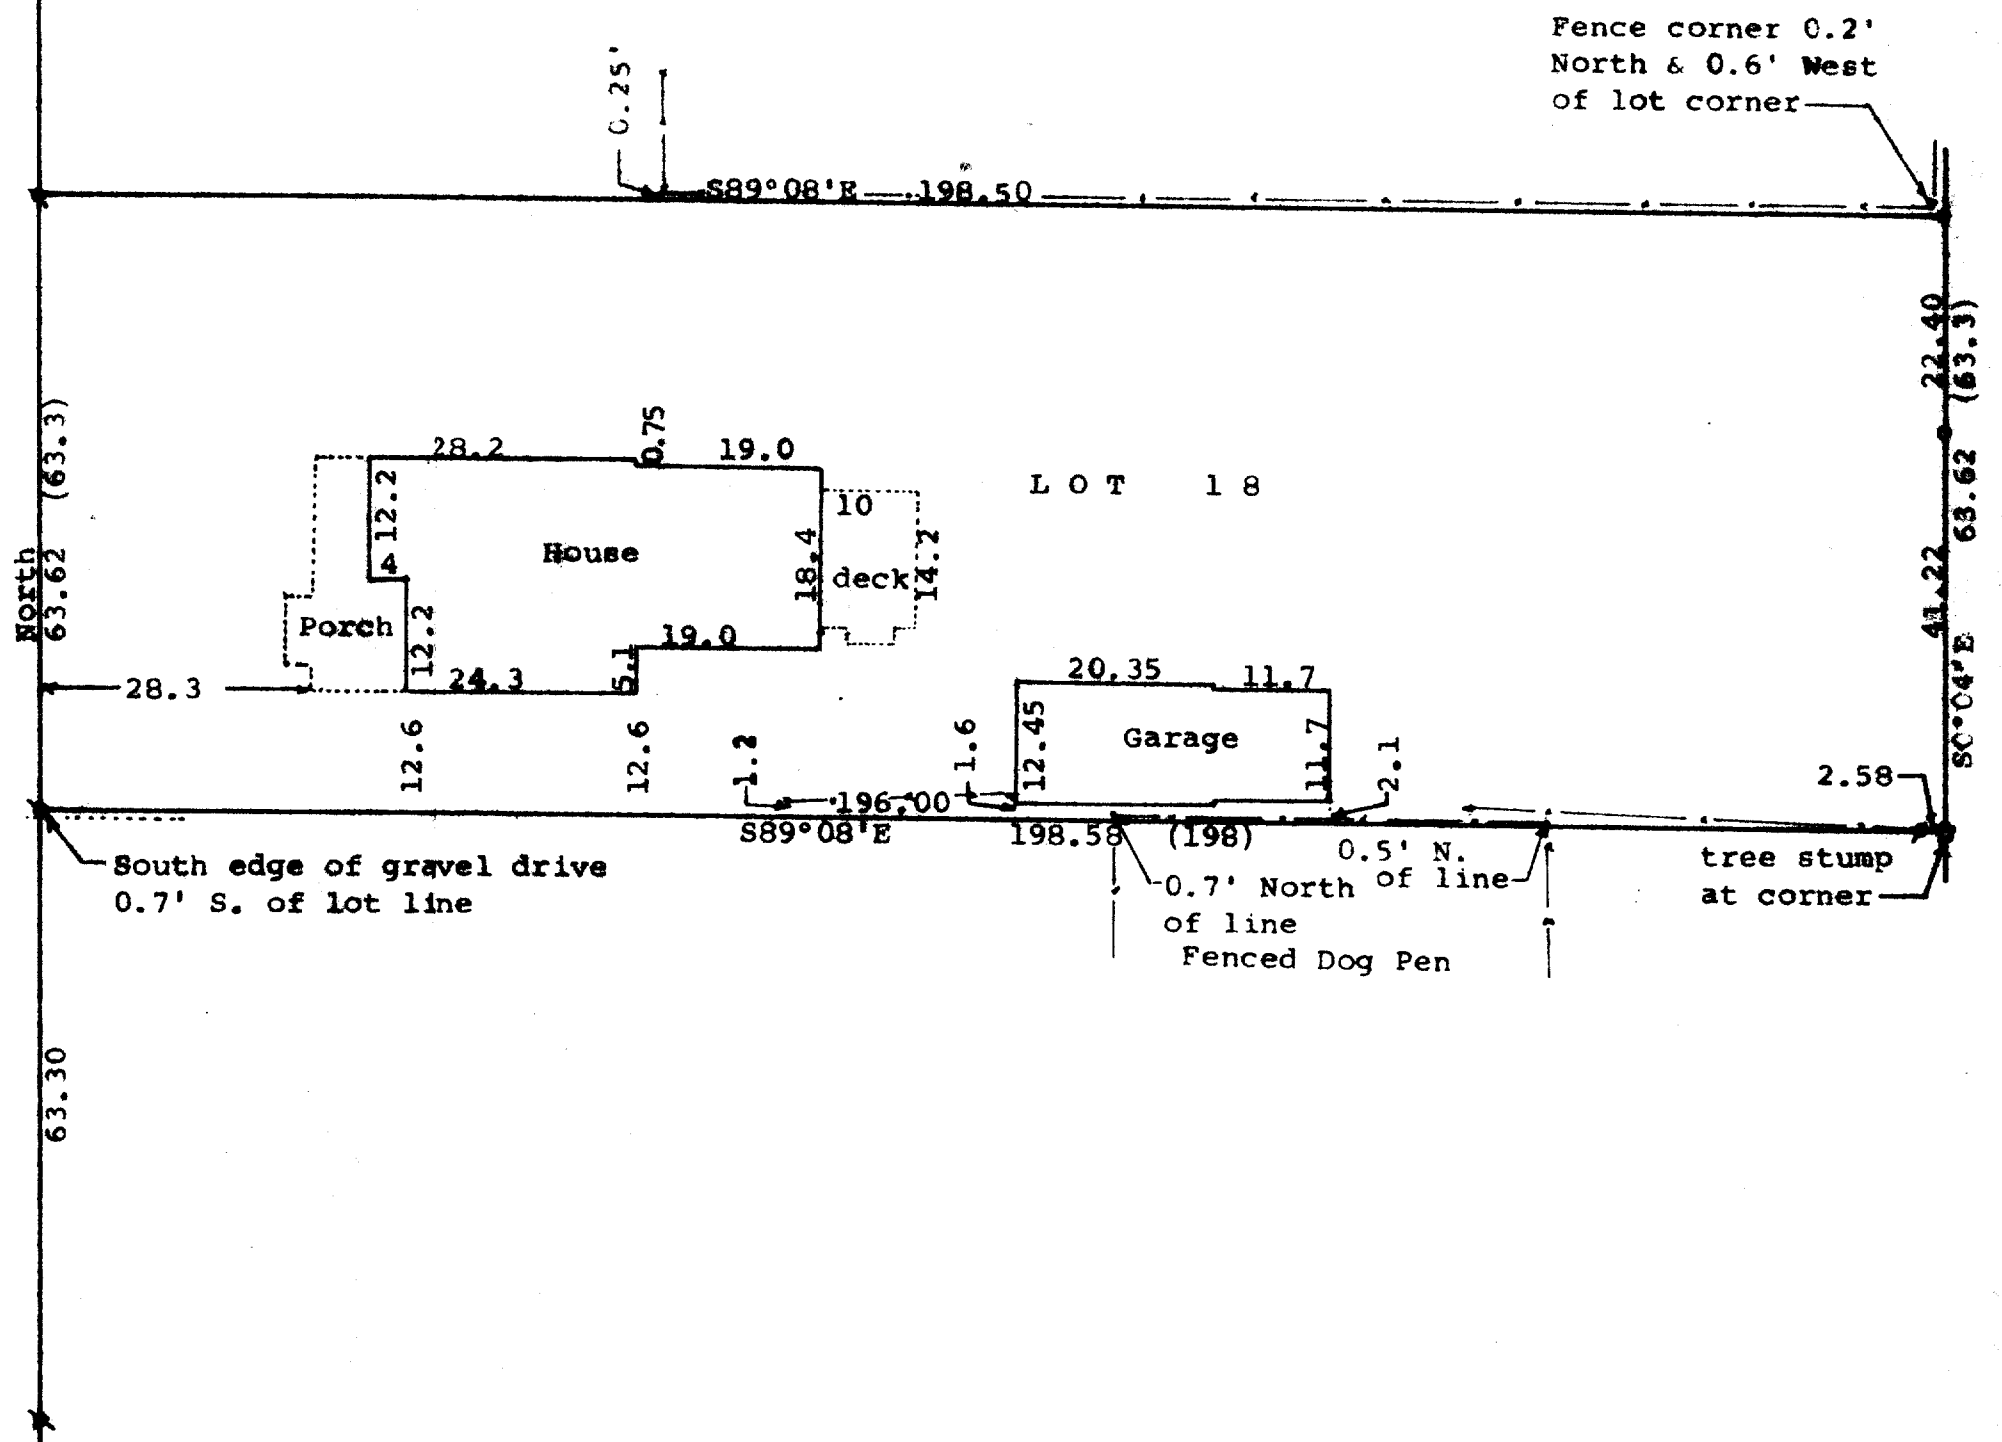 Fence corner 0.2'
North & 0.6' West
of lot corner
0.25'
S89°08'E 198.50
22.40
(63.3)
63.62
41.22
S0°04'E
(63.3)
63.62
North
28.2
0.75
19.0
12.2
4
House
18.4
10
deck
14.2
LOT 18
Porch
12.2
19.0
5.1
24.3
28.3
12.6
12.6
1.2
1.6
20.35
11.7
12.45
Garage
11.7
2.1
2.58
196.00
S89°08'E
198.58 (198)
South edge of gravel drive
0.7' S. of lot line
0.7' North
of line
0.5' N.
of line
Fenced Dog Pen
tree stump
at corner
63.30